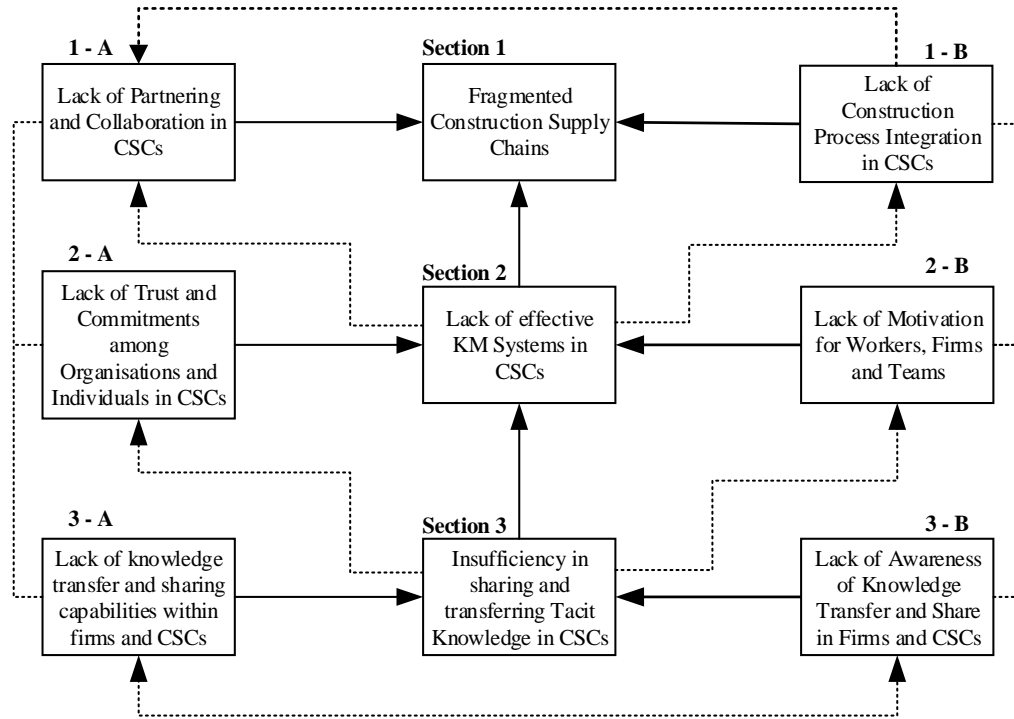 1 - A
Lack of Partnering
and Collaboration in
CSCs
Section 1
Fragmented
Construction Supply
Chains
1 - B
Lack of
Construction
Process Integration
in CSCs
2 - A
Lack of Trust and
Commitments
among
Organisations and
Individuals in CSCs
Section 2
Lack of effective
KM Systems in
CSCs
2 - B
Lack of Motivation
for Workers, Firms
and Teams
3 - A
Lack of knowledge
transfer and sharing
capabilities within
firms and CSCs
Section 3
Insufficiency in
sharing and
transferring Tacit
Knowledge in CSCs
3 - B
Lack of Awareness
of Knowledge
Transfer and Share
in Firms and CSCs